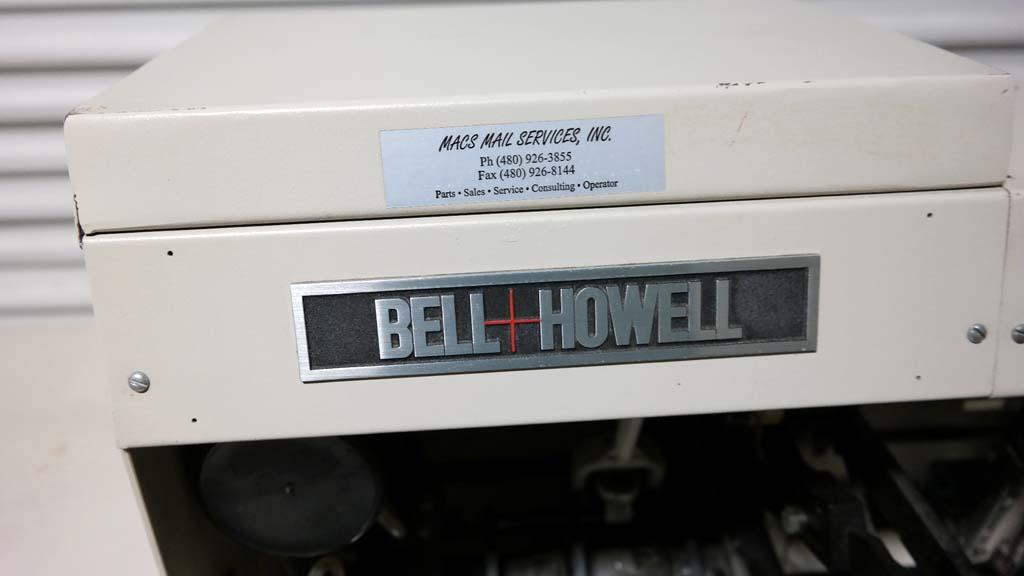 MACS MAIL SERVICES, INC.
Ph (480) 926-3855
Fax (480) 926-8144
Parts • Sales • Service • Consulting • Operator
BELL+HOWELL